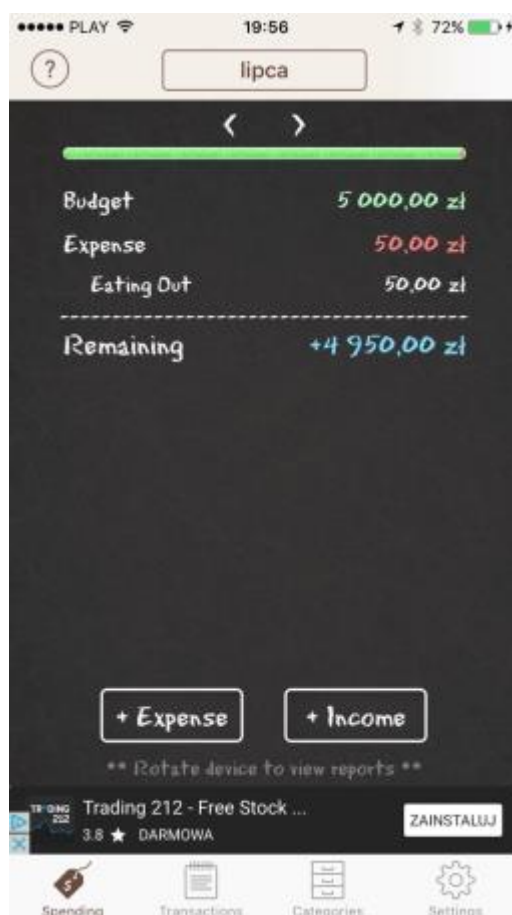 PLAY 19:56 72%
? lipca
Budget 5 000,00 zł
Expense 50,00 zł
Eating Out 50,00 zł
Remaining +4 950,00 zł
+ Expense + Income
** Rotate device to view reports **
TRADING 212 Trading 212 - Free Stock ...
3.8 ★ DARMOWA ZAINSTALUJ
Spending Transactions Categories Settings